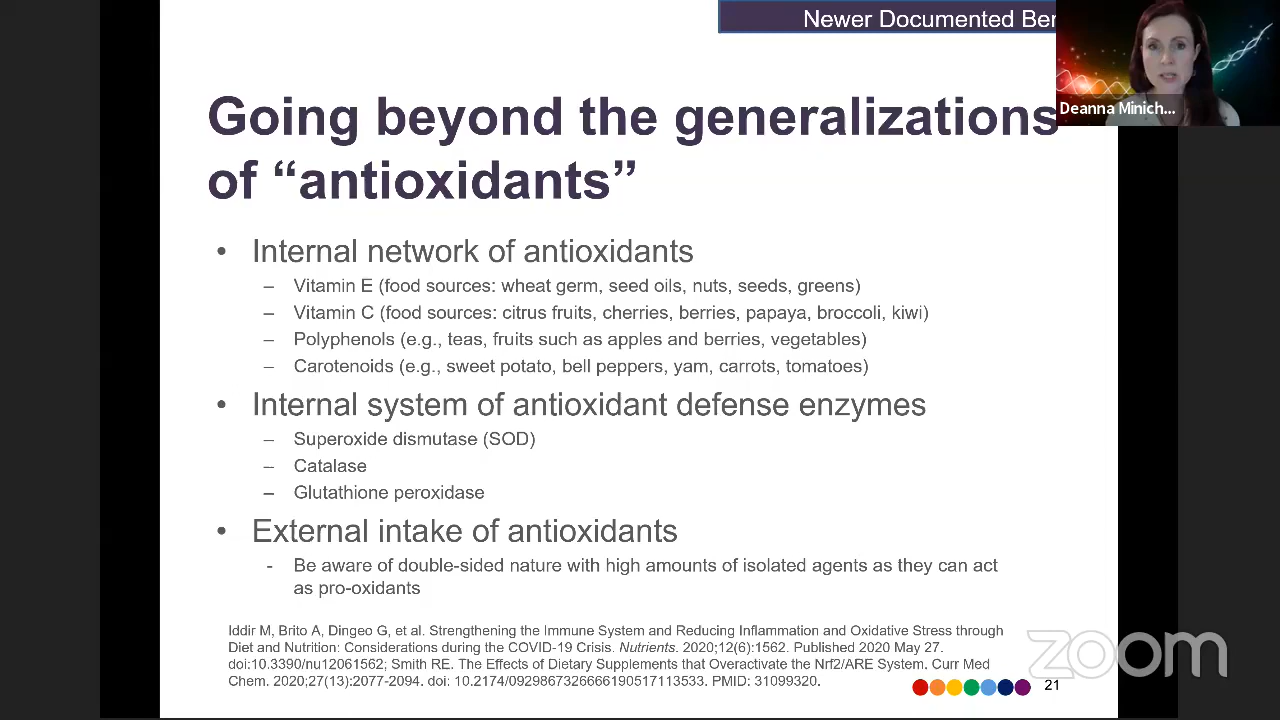 Newer Documented Ber
Deanna Minich...
Going beyond the generalizations
of “antioxidants”
• Internal network of antioxidants
– Vitamin E (food sources: wheat germ, seed oils, nuts, seeds, greens)
– Vitamin C (food sources: citrus fruits, cherries, berries, papaya, broccoli, kiwi)
– Polyphenols (e.g., teas, fruits such as apples and berries, vegetables)
– Carotenoids (e.g., sweet potato, bell peppers, yam, carrots, tomatoes)
• Internal system of antioxidant defense enzymes
– Superoxide dismutase (SOD)
– Catalase
– Glutathione peroxidase
• External intake of antioxidants
- Be aware of double-sided nature with high amounts of isolated agents as they can act
as pro-oxidants
Iddir M, Brito A, Dingeo G, et al. Strengthening the Immune System and Reducing Inflammation and Oxidative Stress through
Diet and Nutrition: Considerations during the COVID-19 Crisis. Nutrients. 2020;12(6):1562. Published 2020 May 27.
doi:10.3390/nu12061562; Smith RE. The Effects of Dietary Supplements that Overactivate the Nrf2/ARE System. Curr Med
Chem. 2020;27(13):2077-2094. doi: 10.2174/0929867326666190517113533. PMID: 31099320.
21
zoom